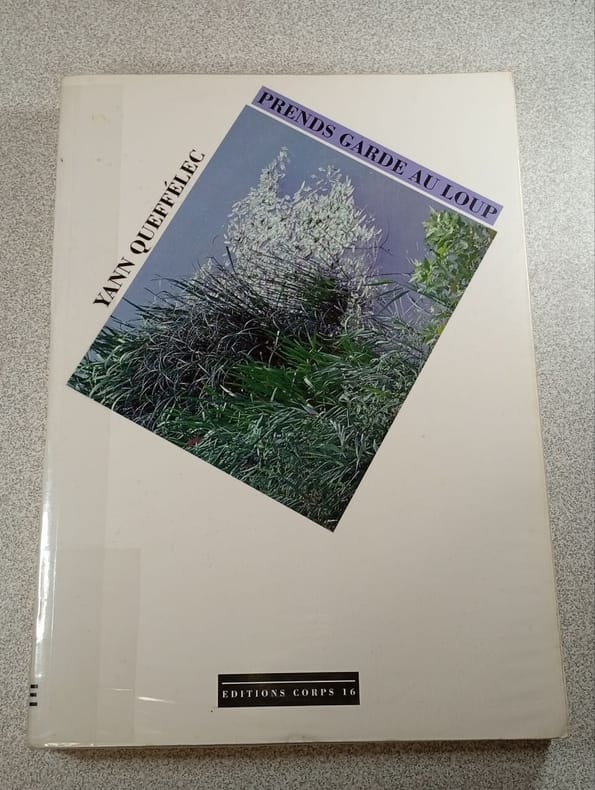 PRENDS GARDE AU LOUP
YANN QUEFFÉLEC
EDITIONS CORPS 16